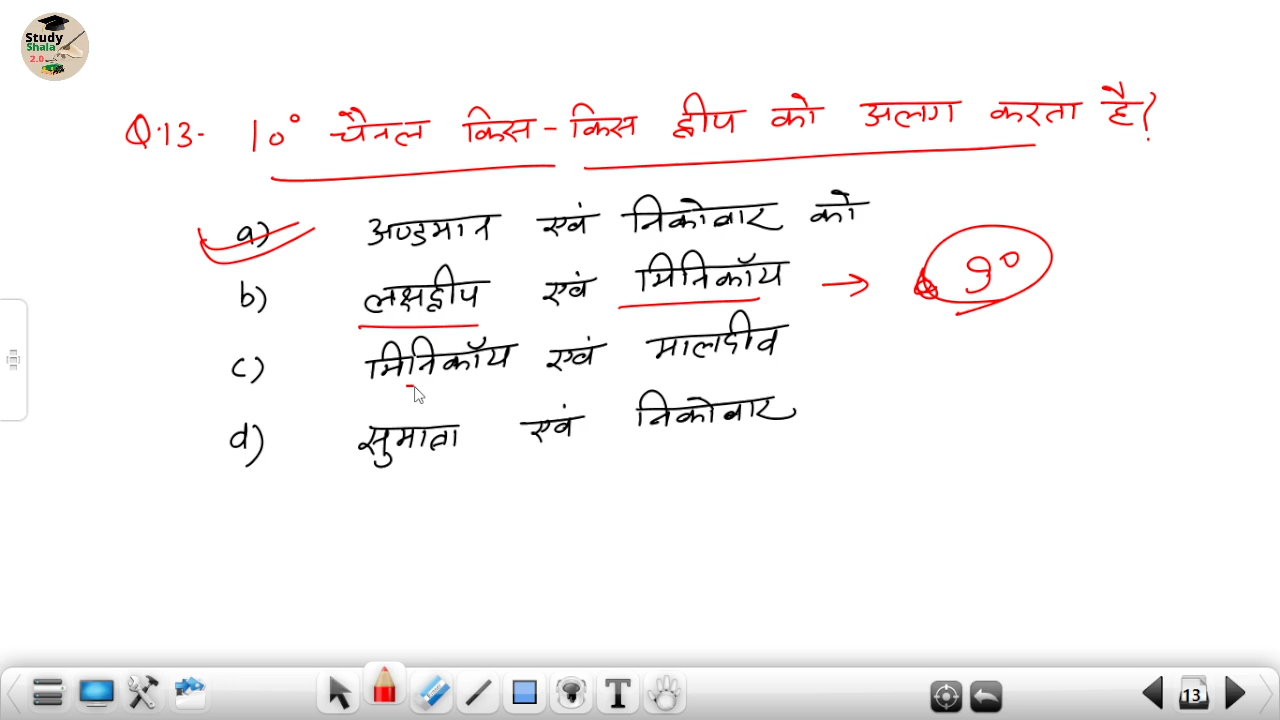 Study
Shala
2.0
Q.13- 10° चैनल किस-किस द्वीप को अलग करता है?
a) अण्डमान एवं निकोबार को
b) लक्षद्वीप एवं मिनिकॉय → 9°
c) मिनिकॉय एवं मालदीव
d) सुमात्रा एवं निकोबार
T
13